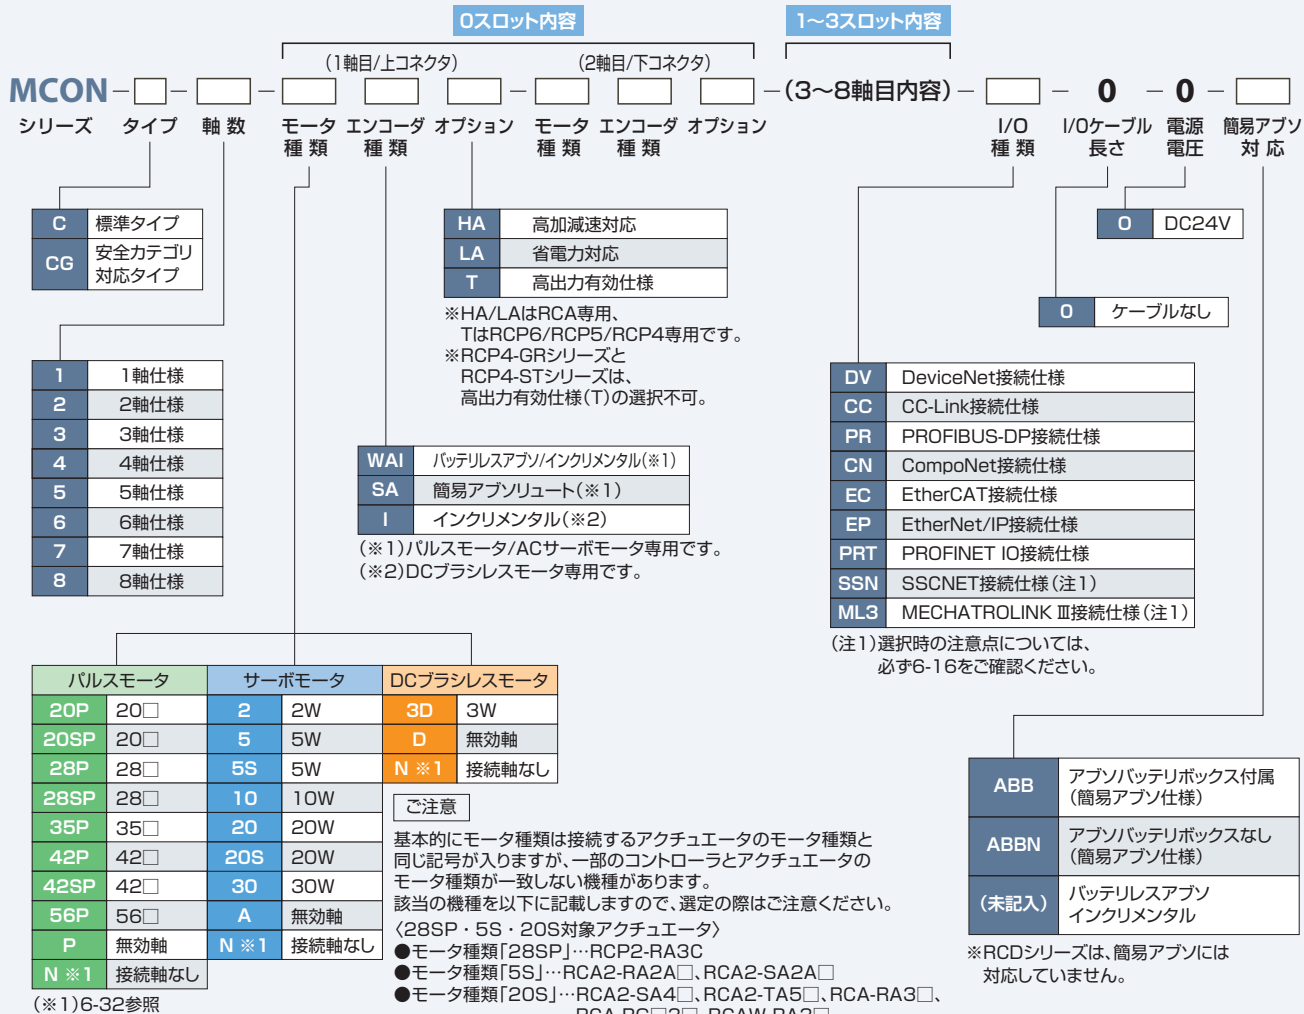 0スロット内容
1〜3スロット内容
(1軸目/上コネクタ)
(2軸目/下コネクタ)
MCON － □ － □ － □ □ □ － □ □ □ －(3〜8軸目内容)－ □ － 0 － 0 － □
シリーズ
タイプ
軸 数
モータ
種 類
エンコーダ
種 類
オプション
モータ
種 類
エンコーダ
種 類
オプション
I/O
種 類
I/Oケーブル
長さ
電源
電圧
簡易アブソ
対 応
C 標準タイプ
CG 安全カテゴリ
対応タイプ
1 1軸仕様
2 2軸仕様
3 3軸仕様
4 4軸仕様
5 5軸仕様
6 6軸仕様
7 7軸仕様
8 8軸仕様
HA 高加減速対応
LA 省電力対応
T 高出力有効仕様
※HA/LAはRCA専用、
TはRCP6/RCP5/RCP4専用です。
※RCP4-GRシリーズと
RCP4-STシリーズは、
高出力有効仕様(T)の選択不可。
WAI バッテリレスアブソ/インクリメンタル(※1)
SA 簡易アブソリュート(※1)
I インクリメンタル(※2)
(※1)パルスモータ/ACサーボモータ専用です。
(※2)DCブラシレスモータ専用です。
0 DC24V
0 ケーブルなし
DV DeviceNet接続仕様
CC CC-Link接続仕様
PR PROFIBUS-DP接続仕様
CN CompoNet接続仕様
EC EtherCAT接続仕様
EP EtherNet/IP接続仕様
PRT PROFINET IO接続仕様
SSN SSCNET接続仕様(注1)
ML3 MECHATROLINK Ⅲ接続仕様(注1)
(注1)選択時の注意点については、
必ず6-16をご確認ください。
パルスモータ
20P 20□
20SP 20□
28P 28□
28SP 28□
35P 35□
42P 42□
42SP 42□
56P 56□
P 無効軸
N ※1 接続軸なし
(※1)6-32参照
サーボモータ
2 2W
5 5W
5S 5W
10 10W
20 20W
20S 20W
30 30W
A 無効軸
N ※1 接続軸なし
DCブラシレスモータ
3D 3W
D 無効軸
N ※1 接続軸なし
ご注意
基本的にモータ種類は接続するアクチュエータのモータ種類と
同じ記号が入りますが、一部のコントローラとアクチュエータの
モータ種類が一致しない機種があります。
該当の機種を以下に記載しますので、選定の際はご注意ください。
〈28SP・5S・20S対象アクチュエータ〉
●モータ種類「28SP」…RCP2-RA3C
●モータ種類「5S」…RCA2-RA2A□、RCA2-SA2A□
●モータ種類「20S」…RCA2-SA4□、RCA2-TA5□、RCA-RA3□、
ABB アブソバッテリボックス付属
(簡易アブソ仕様)
ABBN アブソバッテリボックスなし
(簡易アブソ仕様)
(未記入) バッテリレスアブソ
インクリメンタル
※RCDシリーズは、簡易アブソには
対応していません。